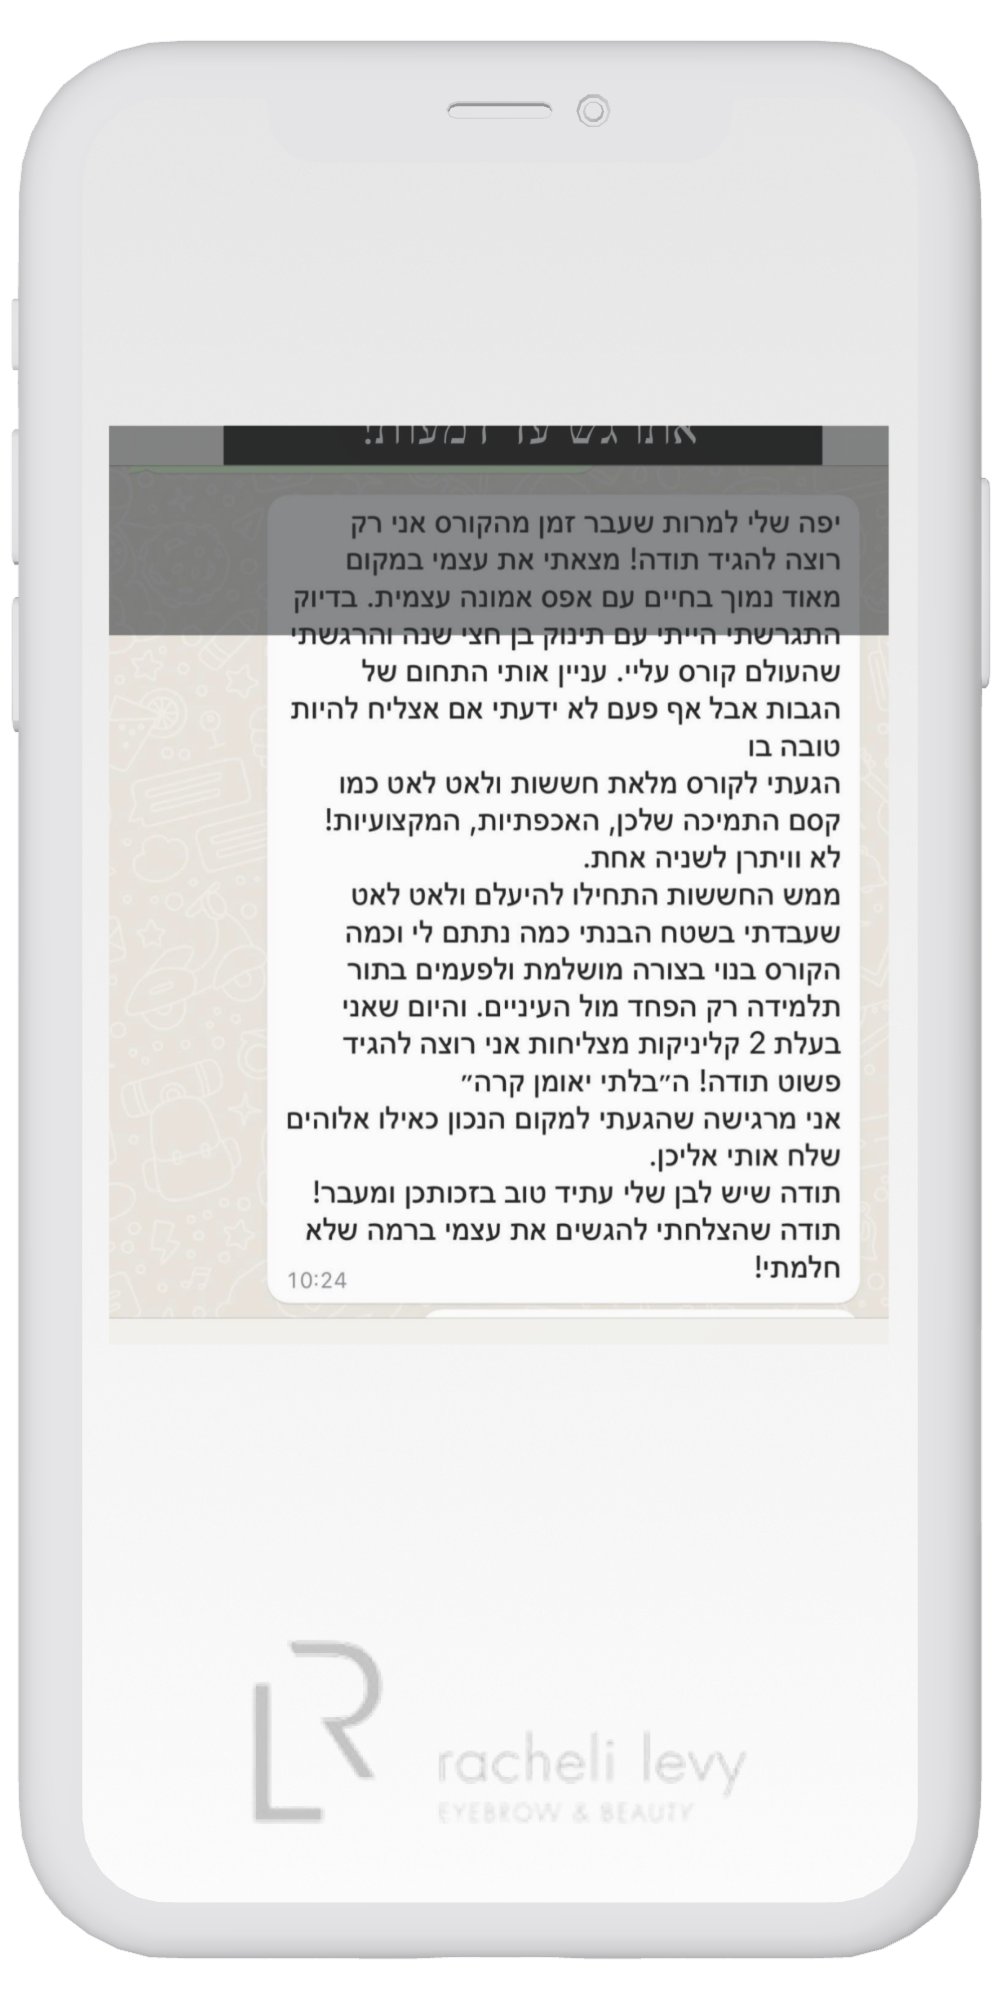 אתרגש עד דמעות!
יפה שלי למרות שעבר זמן מהקורס אני רק
רוצה להגיד תודה! מצאתי את עצמי במקום
מאוד נמוך בחיים עם אפס אמונה עצמית. בדיוק
התגרשתי הייתי עם תינוק בן חצי שנה והרגשתי
שהעולם קורס עליי. עניין אותי התחום של
הגבות אבל אף פעם לא ידעתי אם אצליח להיות
טובה בו
הגעתי לקורס מלאת חששות ולאט לאט כמו
קסם התמיכה שלכן, האכפתיות, המקצועיות!
לא וויתרן לשניה אחת.
ממש החששות התחילו להיעלם ולאט לאט
שעבדתי בשטח הבנתי כמה נתתם לי וכמה
הקורס בנוי בצורה מושלמת ולפעמים בתור
תלמידה רק הפחד מול העיניים. והיום שאני
בעלת 2 קליניקות מצליחות אני רוצה להגיד
פשוט תודה! ה״בלתי יאומן קרה״
אני מרגישה שהגעתי למקום הנכון כאילו אלוהים
שלח אותי אליכן.
תודה שיש לבן שלי עתיד טוב בזכותכן ומעבר!
תודה שהצלחתי להגשים את עצמי ברמה שלא
חלמתי!
10:24
LR
racheli levy
EYEBROW & BEAUTY